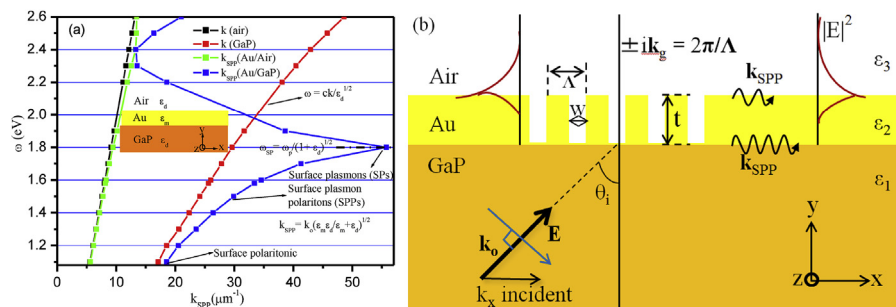 (a)
k (air)
k (GaP)
k_SPP(Au/Air)
k_SPP(Au/GaP)
ω = ck/ε_d^1/2
Air ε_d
Au ε_m
GaP ε_d
y
z x
ω_SP = ω_p/(1+ε_d)^1/2
Surface plasmons (SPs)
Surface plasmon
polaritons (SPPs)
k_SPP=k_o(ε_mε_d/ε_m+ε_d)^1/2
Surface polaritonic
ω (eV)
2.6
2.4
2.2
2.0
1.8
1.6
1.4
1.2
0 10 20 30 40 50
k_SPP(μm^-1)
(b)
|E|^2
±ik_g = 2π/Λ
ε_3
Air
Λ
k_SPP
w
t
Au
ε_2
k_SPP
GaP
ε_1
θ_i
k_o
E
k_x incident
y
z x